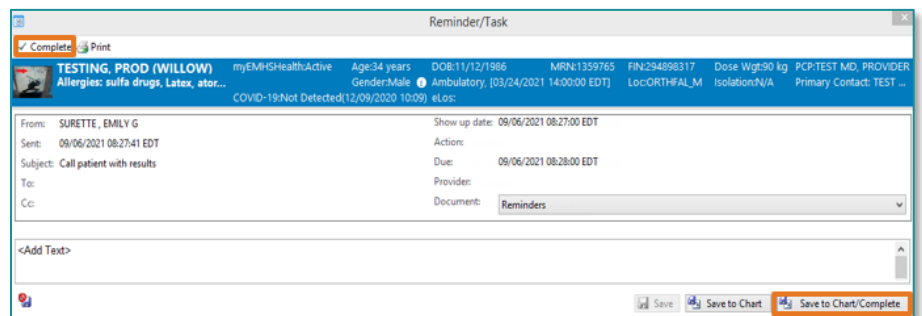 Reminder/Task
Complete Print
TESTING, PROD (WILLOW) myEMHSHealth:Active Age:34 years DOB:11/12/1986 MRN:1359765 FIN:294898317 Dose Wgt:90 kg PCP:TEST MD, PROVIDER
Allergies: sulfa drugs, Latex, ator... Gender:Male Ambulatory, [03/24/2021 14:00:00 EDT] Loc:ORTHFAL_M Isolation:N/A Primary Contact: TEST ...
COVID-19:Not Detected(12/09/2020 10:09) eLos:
From: SURETTE , EMILY G Show up date: 09/06/2021 08:27:00 EDT
Sent: 09/06/2021 08:27:41 EDT Action:
Subject: Call patient with results Due: 09/06/2021 08:28:00 EDT
To: Provider:
Cc: Document: Reminders
<Add Text>
Save Save to Chart Save to Chart/Complete